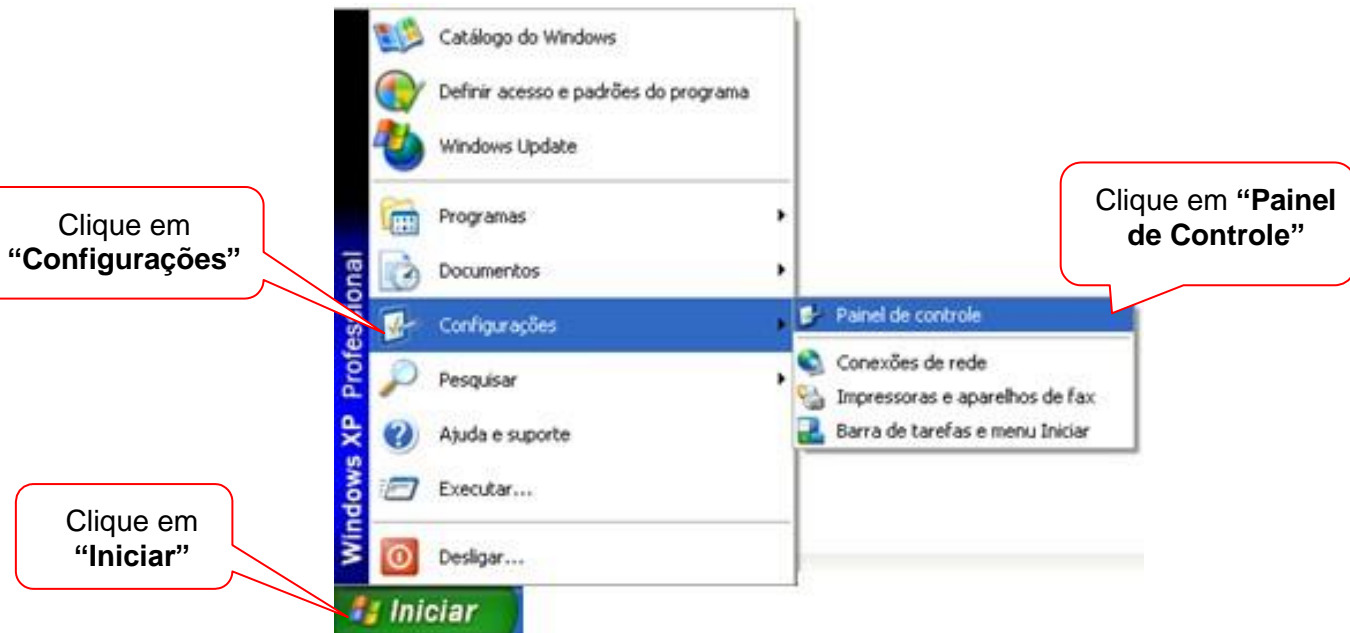 Catálogo do Windows
Definir acesso e padrões do programa
Windows Update
Clique em
“Configurações”
Clique em “Painel
de Controle”
Programas
Documentos
Configurações
Painel de controle
Conexões de rede
Pesquisar
Impressoras e aparelhos de fax
Ajuda e suporte
Barra de tarefas e menu Iniciar
Executar...
Windows XP Professional
Clique em
“Iniciar”
Desligar...
Iniciar